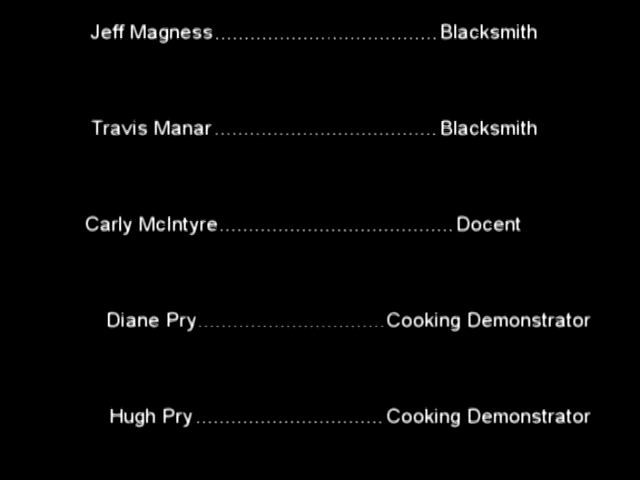 Jeff Magness.....................................Blacksmith
Travis Manar.....................................Blacksmith
Carly McIntyre.......................................Docent
Diane Pry...............................Cooking Demonstrator
Hugh Pry................................Cooking Demonstrator